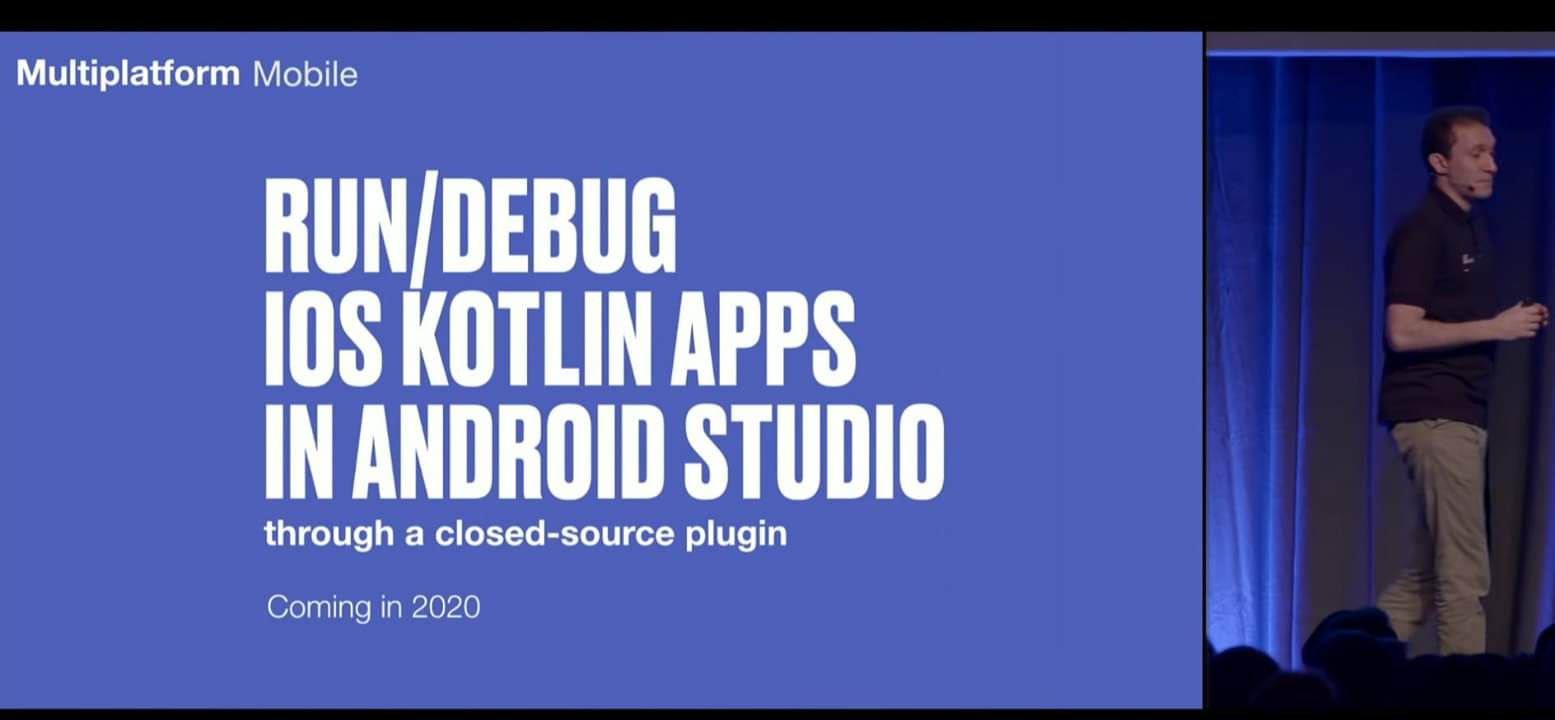 Multiplatform Mobile
RUN/DEBUG
IOS KOTLIN APPS
IN ANDROID STUDIO
through a closed-source plugin
Coming in 2020